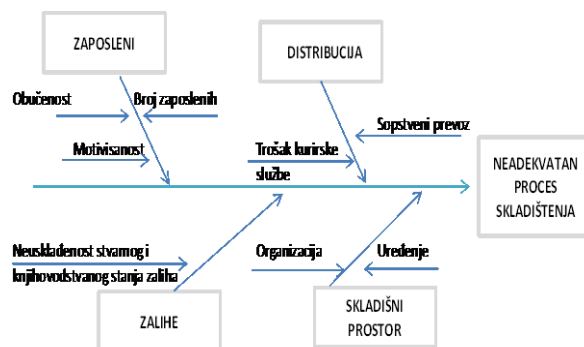 ZAPOSLENI
DISTRIBUCIJA
Obučenost
Broj zaposlenih
Sopstveni prevoz
Motivisanost
Trošak kurirske
službe
NEADEKVATAN
PROCES
SKLADIŠTENJA
Neusklađenost stvarnog i
knjihovodstvanog stanja zaliha
Organizacija
Uređenje
ZALIHE
SKLADIŠNI
PROSTOR